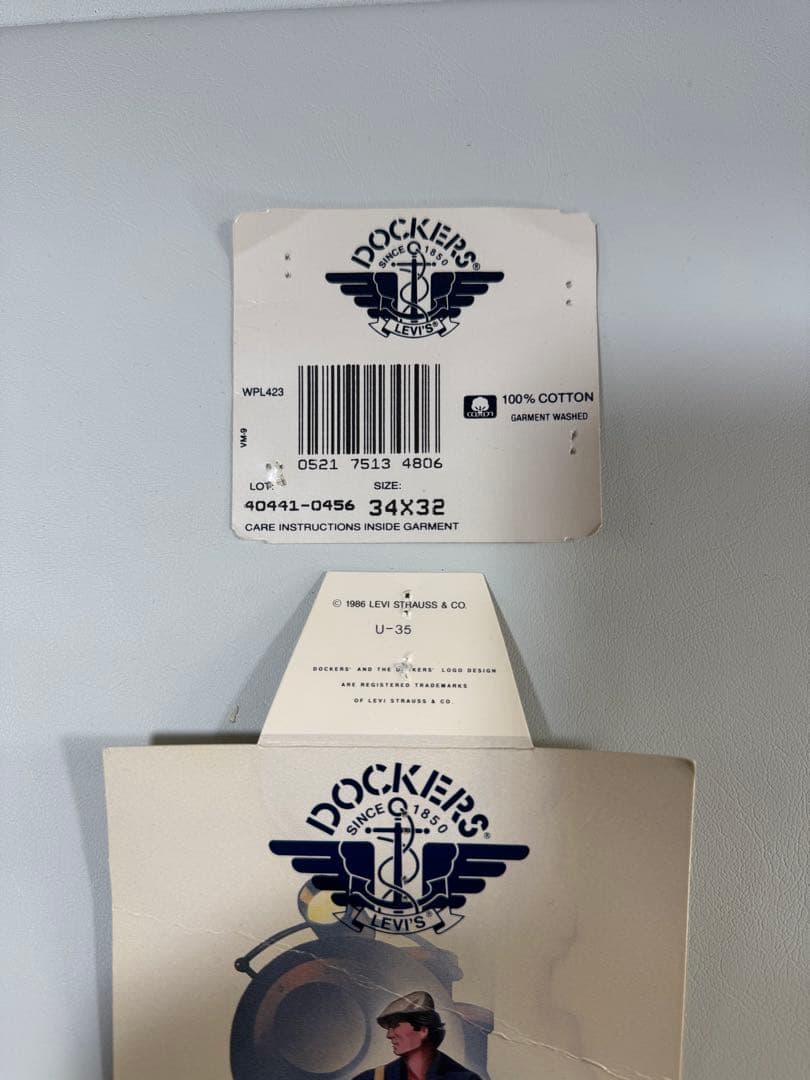 DOCKERS®
SINCE 1850
LEVI'S®
WPL423
100% COTTON
COTTON
GARMENT WASHED
VM-9
0521 7513 4806
LOT:
SIZE:
40441-0456 34X32
CARE INSTRUCTIONS INSIDE GARMENT
© 1986 LEVI STRAUSS & CO.
U-35
DOCKERS® AND THE DOCKERS® LOGO DESIGN
ARE REGISTERED TRADEMARKS
OF LEVI STRAUSS & CO.
DOCKERS®
SINCE 1850
LEVI'S®